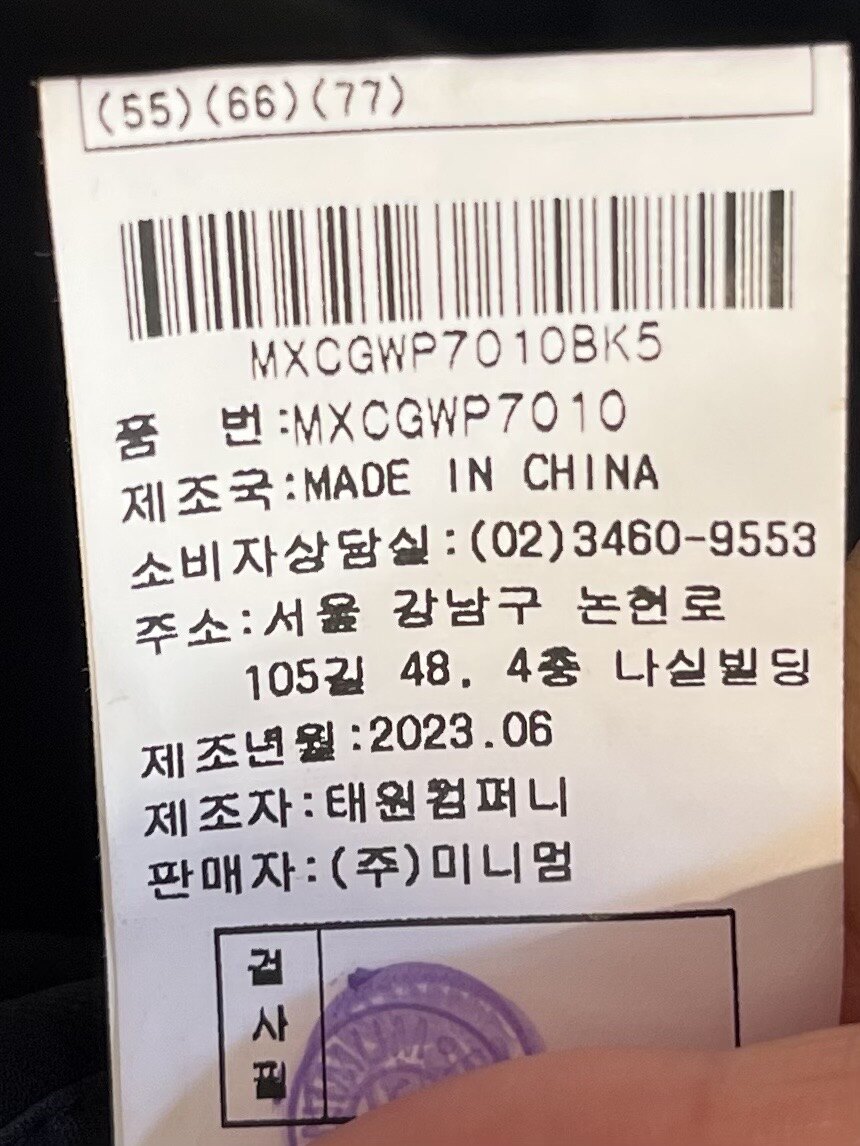 (55)(66)(77)
MXCGWP7010BK5
품 번:MXCGWP7010
제조국:MADE IN CHINA
소비자상담실:(02)3460-9553
주소:서울 강남구 논현로
105길 48. 4층 나실빌딩
제조년월:2023.06
제조자:태원컴퍼니
판매자:(주)미니멈
검
사
필